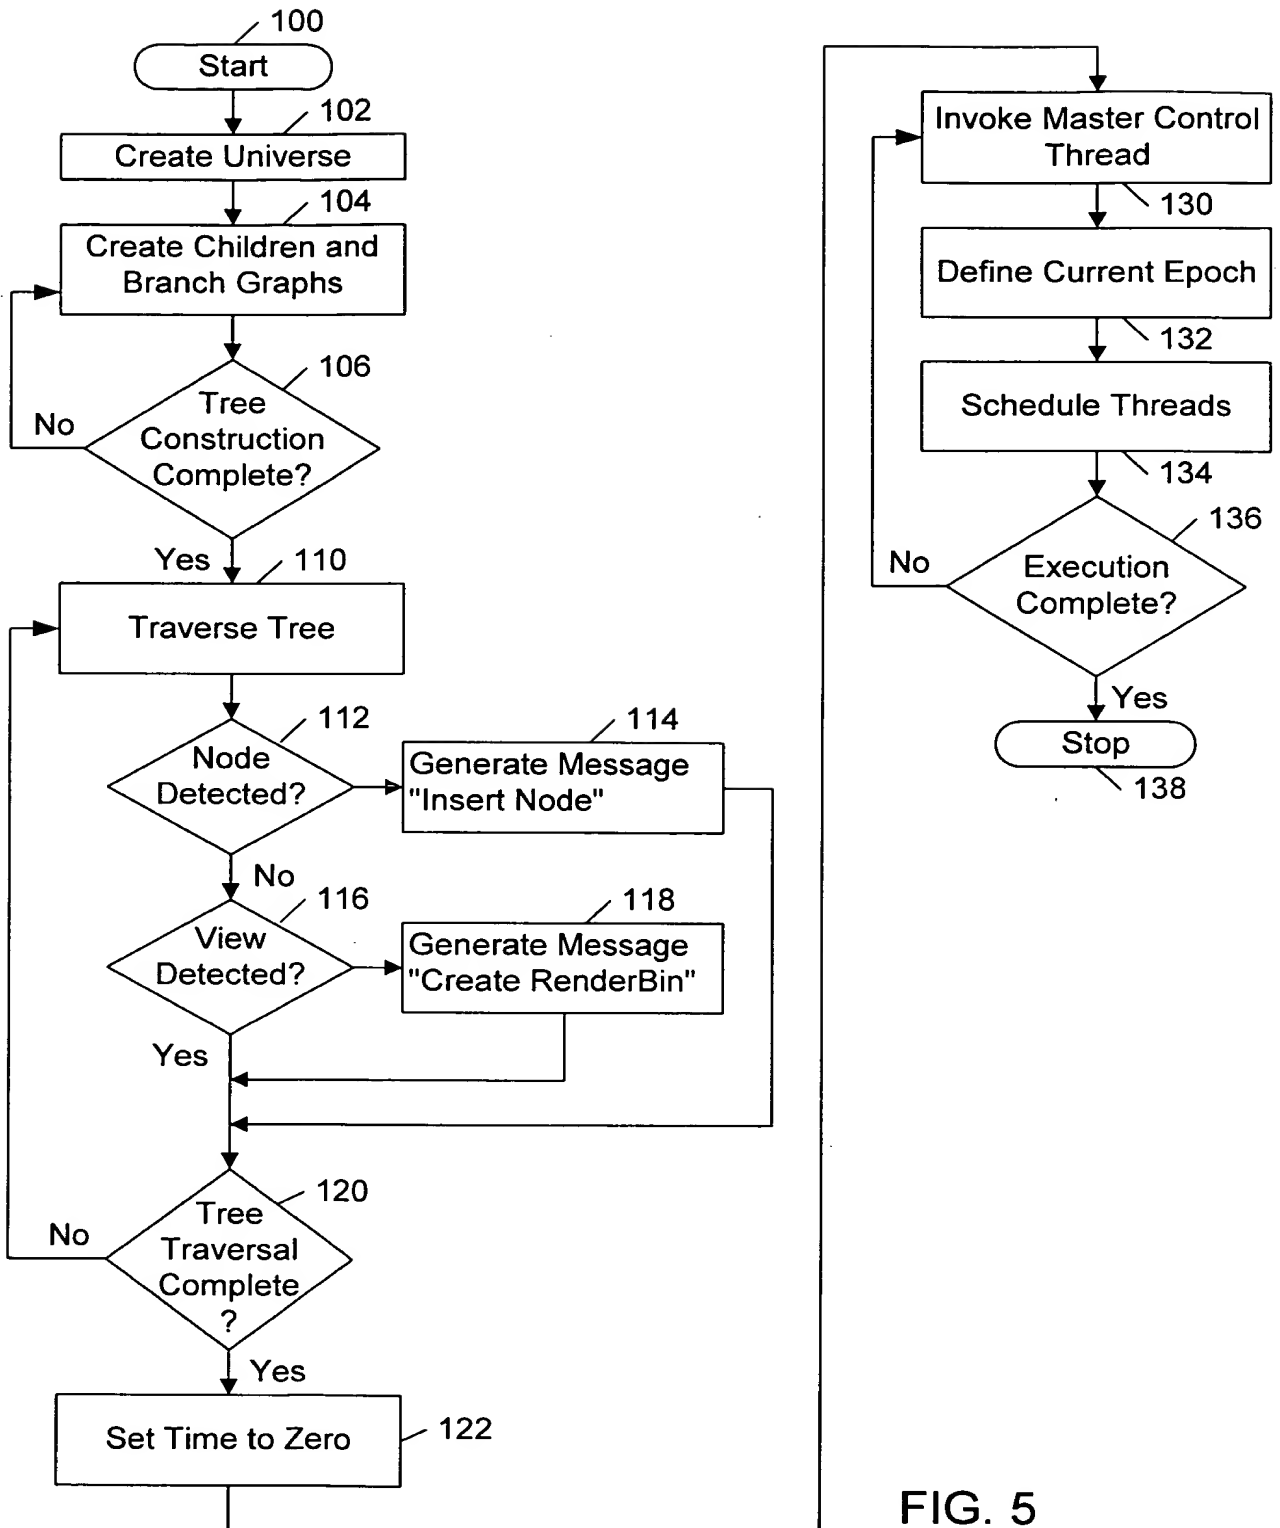 100
Start
102
Create Universe
104
Create Children and
Branch Graphs
106
Tree
Construction
Complete?
No
Yes
110
Traverse Tree
112
Node
Detected?
114
Generate Message
"Insert Node"
No
116
View
Detected?
118
Generate Message
"Create RenderBin"
Yes
120
Tree
Traversal
Complete
?
No
Yes
Set Time to Zero
122
Invoke Master Control
Thread
130
Define Current Epoch
132
Schedule Threads
134
136
Execution
Complete?
No
Yes
Stop
138
FIG. 5